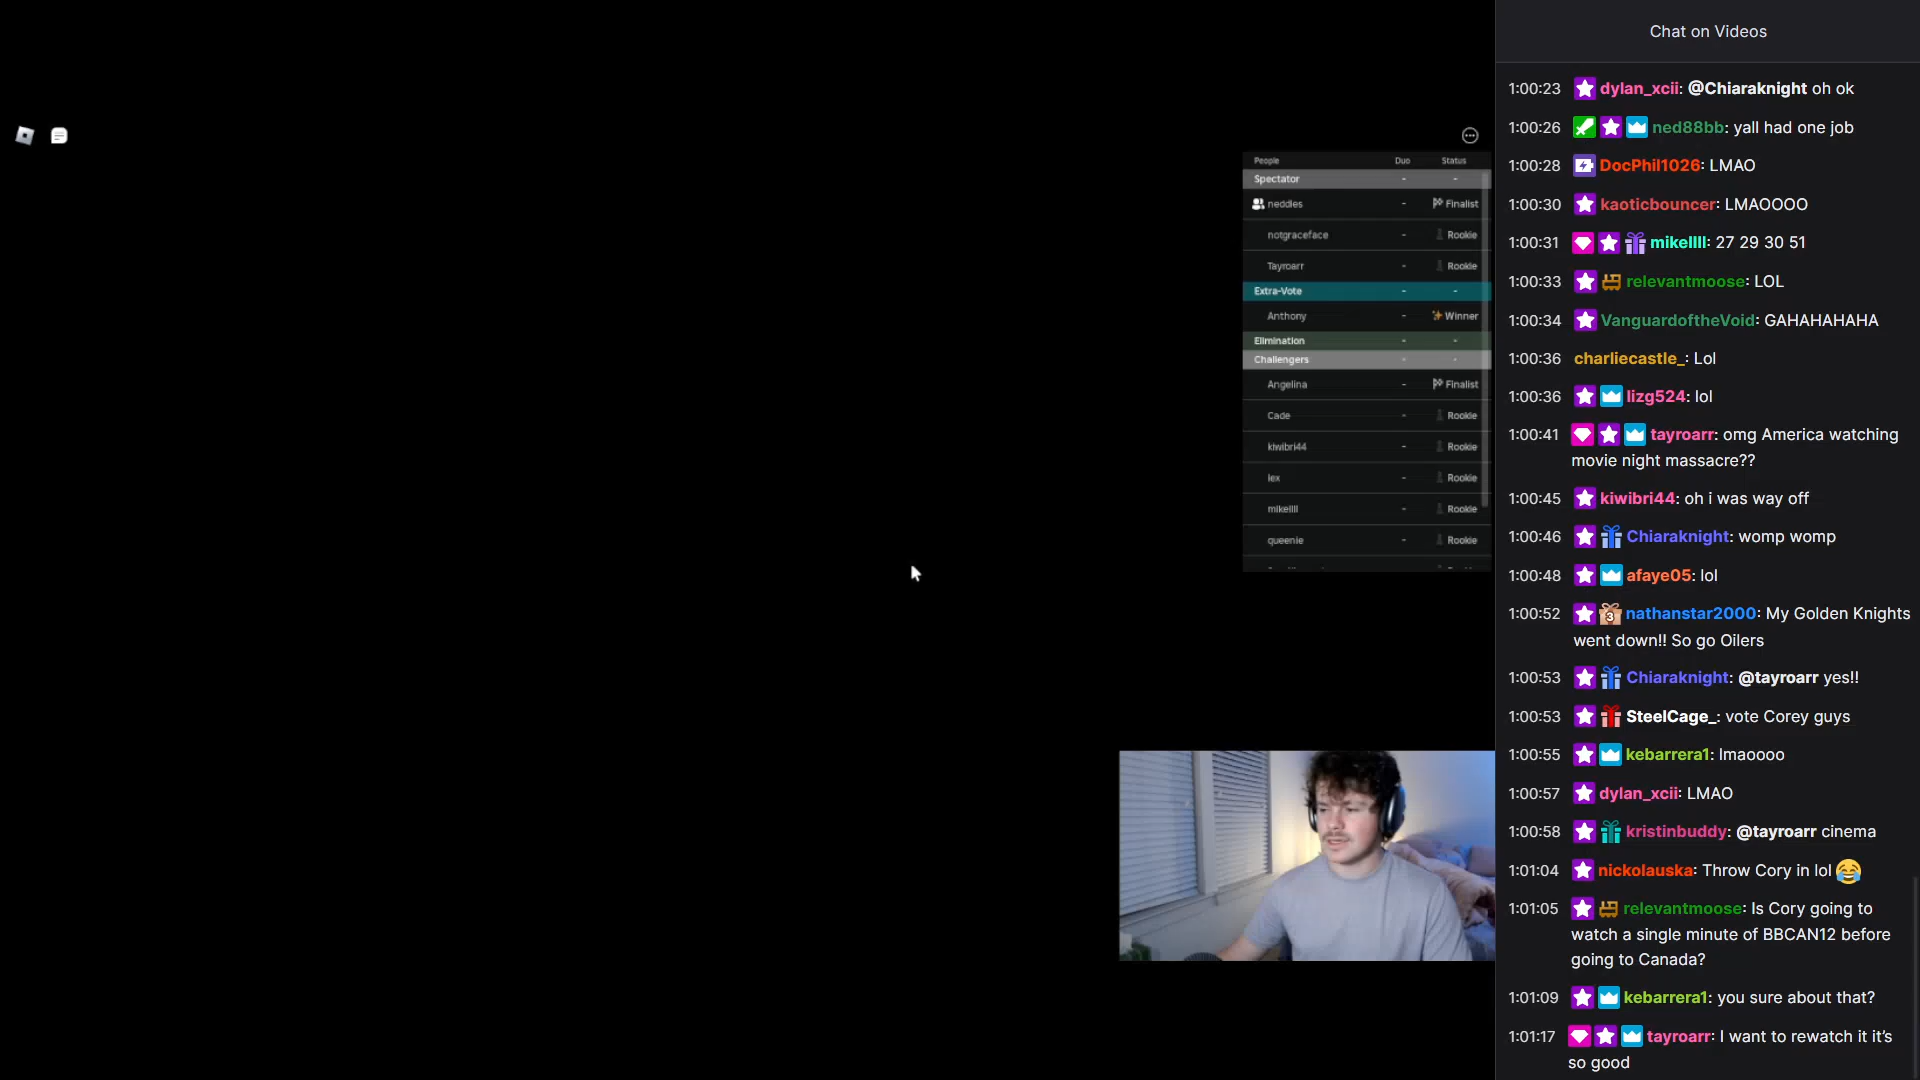 Chat on Videos
People Duo Status
Spectator - -
neddles - Finalist
notgraceface - Rookie
Tayroarr - Rookie
Extra-Vote - -
Anthony - Winner
Elimination - -
Challengers - -
Angelina - Finalist
Cade - Rookie
kiwibri44 - Rookie
lex - Rookie
mikellll - Rookie
queenie - Rookie
1:00:23 dylan_xcii: @Chiaraknight oh ok
1:00:26 ned88bb: yall had one job
1:00:28 DocPhil1026: LMAO
1:00:30 kaoticbouncer: LMAOOOO
1:00:31 mikellll: 27 29 30 51
1:00:33 relevantmoose: LOL
1:00:34 VanguardoftheVoid: GAHAHAHAHA
1:00:36 charliecastle_: Lol
1:00:36 lizg524: lol
1:00:41 tayroarr: omg America watching
movie night massacre??
1:00:45 kiwibri44: oh i was way off
1:00:46 Chiaraknight: womp womp
1:00:48 afaye05: lol
1:00:52 nathanstar2000: My Golden Knights
went down!! So go Oilers
1:00:53 Chiaraknight: @tayroarr yes!!
1:00:53 SteelCage_: vote Corey guys
1:00:55 kebarrera1: lmaoooo
1:00:57 dylan_xcii: LMAO
1:00:58 kristinbuddy: @tayroarr cinema
1:01:04 nickolauska: Throw Cory in lol 😂
1:01:05 relevantmoose: Is Cory going to
watch a single minute of BBCAN12 before
going to Canada?
1:01:09 kebarrera1: you sure about that?
1:01:17 tayroarr: I want to rewatch it it's
so good